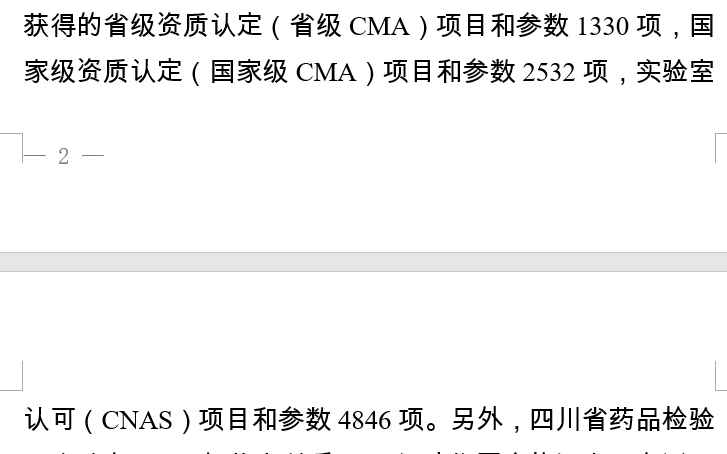 获得的省级资质认定（省级 CMA）项目和参数 1330 项，国
家级资质认定（国家级 CMA）项目和参数 2532 项，实验室
— 2 —
认可（CNAS）项目和参数 4846 项。另外，四川省药品检验